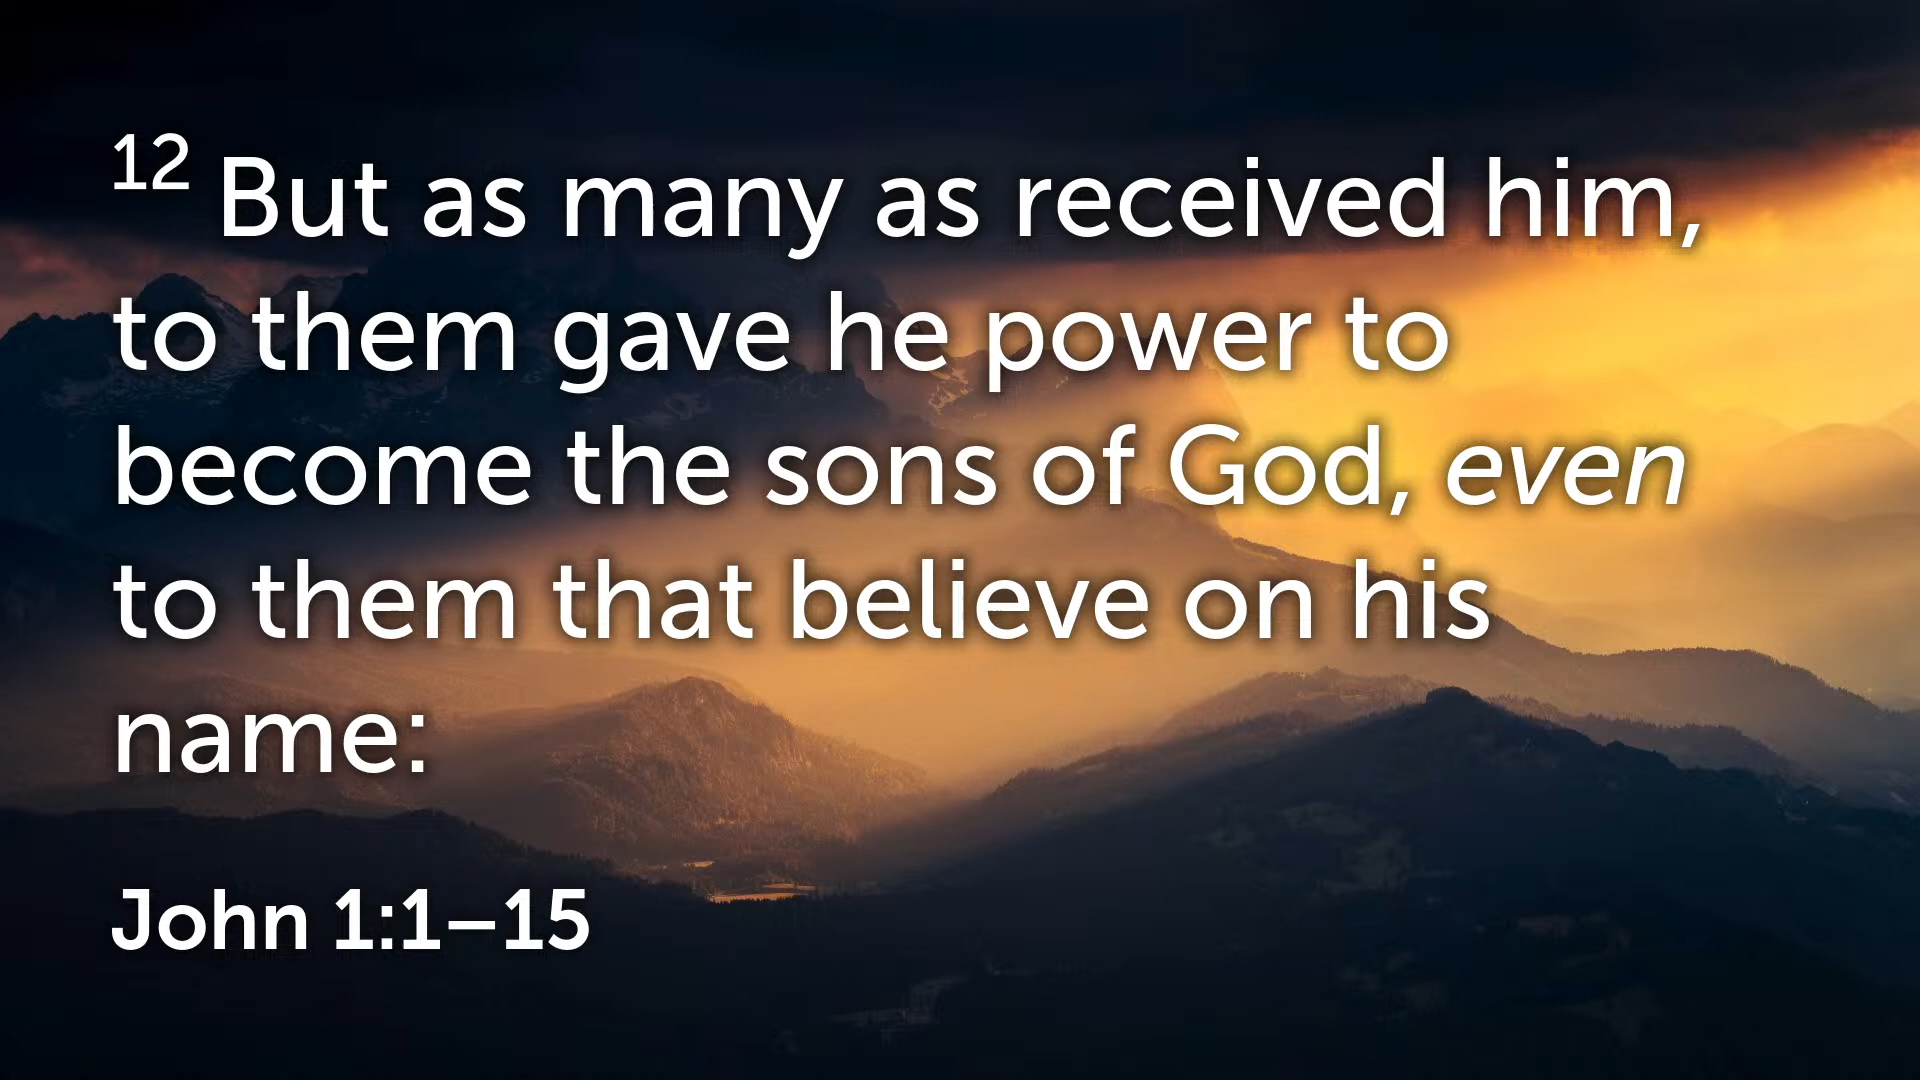 12 But as many as received him,
to them gave he power to
become the sons of God, even
to them that believe on his
name:
John 1:1–15